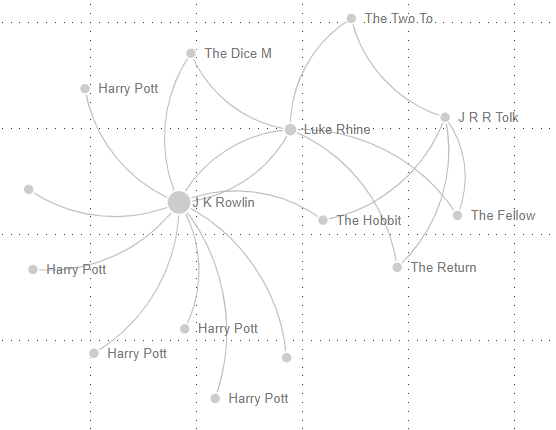 The Two To
The Dice M
Harry Pott
J R R Tolk
Luke Rhine
J K Rowlin
The Fellow
The Hobbit
The Return
Harry Pott
Harry Pott
Harry Pott
Harry Pott